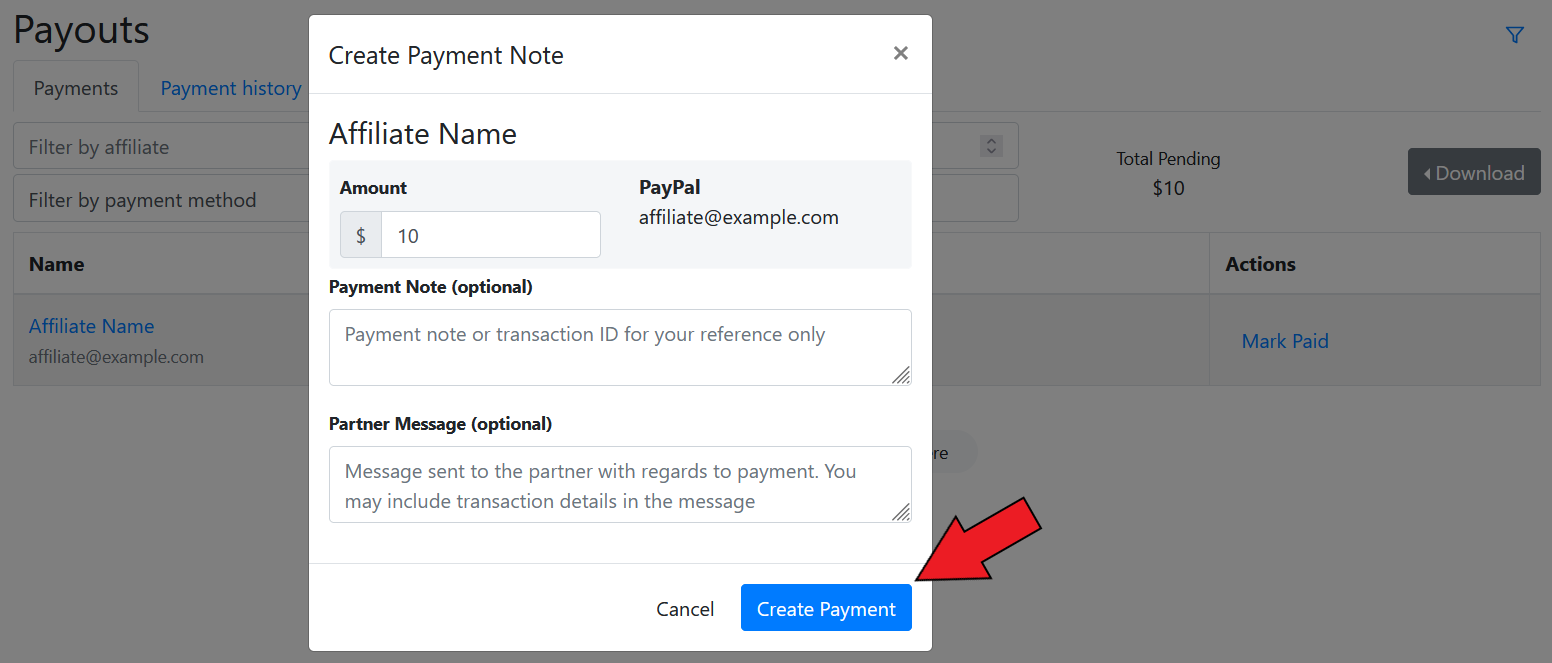 Payouts
Payments
Payment history
Filter by affiliate
Filter by payment method
Total Pending
$10
Download
Name
Actions
Affiliate Name
affiliate@example.com
Mark Paid
Create Payment Note
×
Affiliate Name
Amount
PayPal
$ 10
affiliate@example.com
Payment Note (optional)
Payment note or transaction ID for your reference only
Partner Message (optional)
Message sent to the partner with regards to payment. You
may include transaction details in the message
Cancel
Create Payment